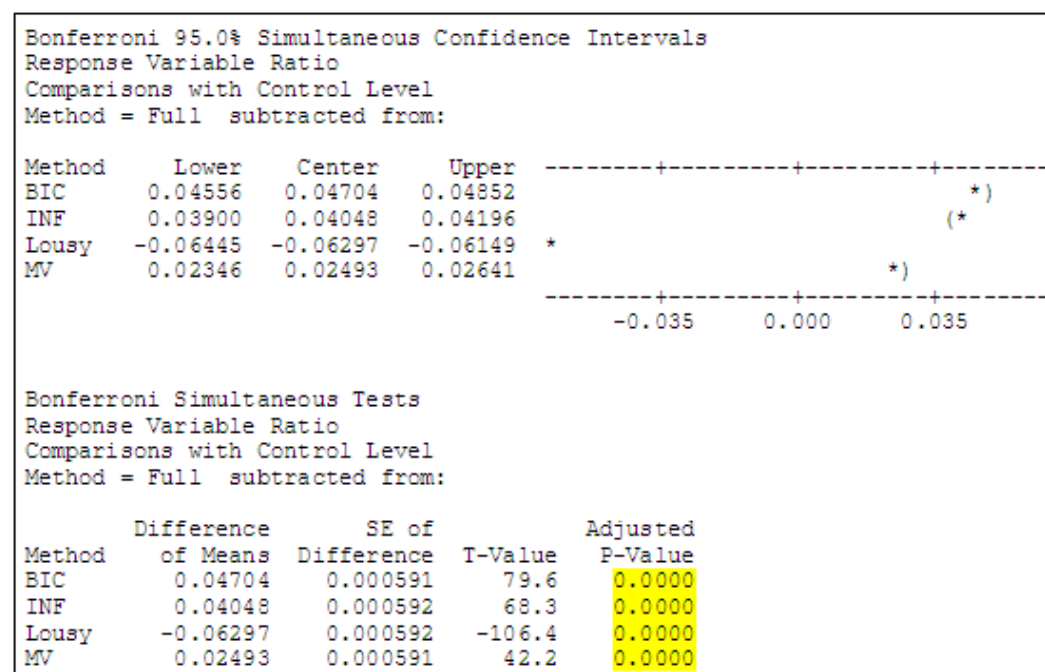 Bonferroni 95.0% Simultaneous Confidence Intervals
Response Variable Ratio
Comparisons with Control Level
Method = Full  subtracted from:
Method     Lower    Center     Upper  --------+---------+---------+--------
BIC      0.04556   0.04704   0.04852                                 *)
INF      0.03900   0.04048   0.04196                               (*
Lousy   -0.06445  -0.06297  -0.06149  *
MV       0.02346   0.02493   0.02641                           *)
--------+---------+---------+--------
-0.035     0.000     0.035
Bonferroni Simultaneous Tests
Response Variable Ratio
Comparisons with Control Level
Method = Full  subtracted from:
Difference       SE of           Adjusted
Method    of Means  Difference  T-Value   P-Value
BIC        0.04704    0.000591     79.6    0.0000
INF        0.04048    0.000592     68.3    0.0000
Lousy     -0.06297    0.000592   -106.4    0.0000
MV         0.02493    0.000591     42.2    0.0000